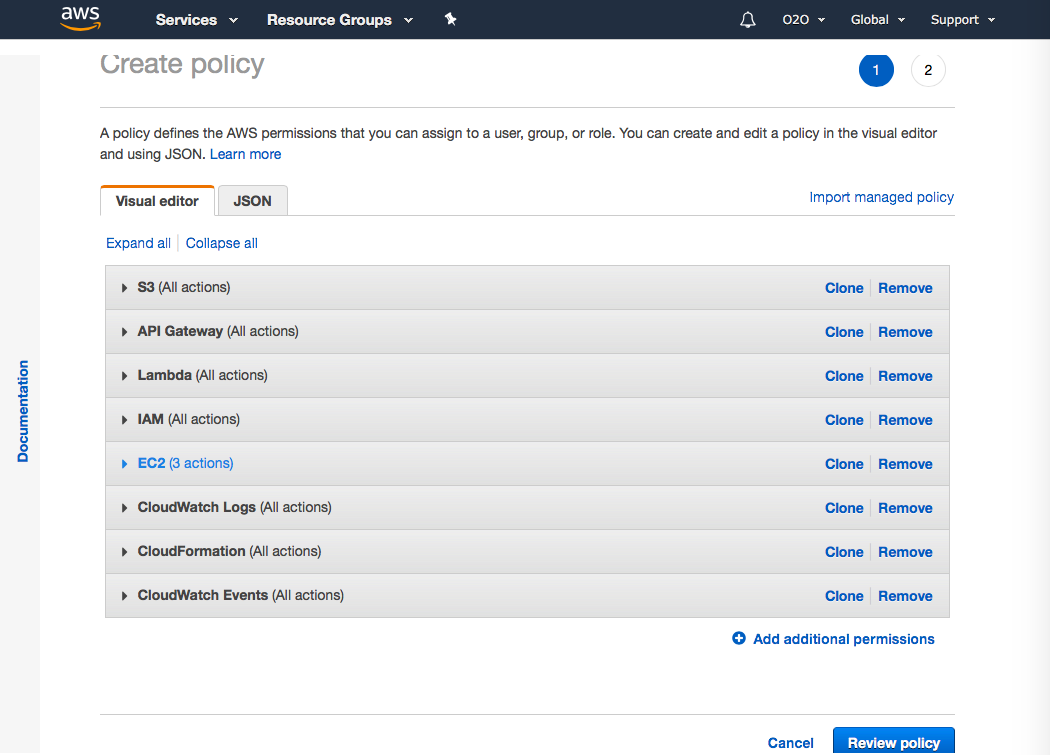 aws Services Resource Groups O2O Global Support
Create policy
1 2
A policy defines the AWS permissions that you can assign to a user, group, or role. You can create and edit a policy in the visual editor
and using JSON. Learn more
Visual editor JSON Import managed policy
Expand all Collapse all
S3 (All actions) Clone Remove
API Gateway (All actions) Clone Remove
Lambda (All actions) Clone Remove
IAM (All actions) Clone Remove
Documentation
EC2 (3 actions) Clone Remove
CloudWatch Logs (All actions) Clone Remove
CloudFormation (All actions) Clone Remove
CloudWatch Events (All actions) Clone Remove
Add additional permissions
Cancel Review policy